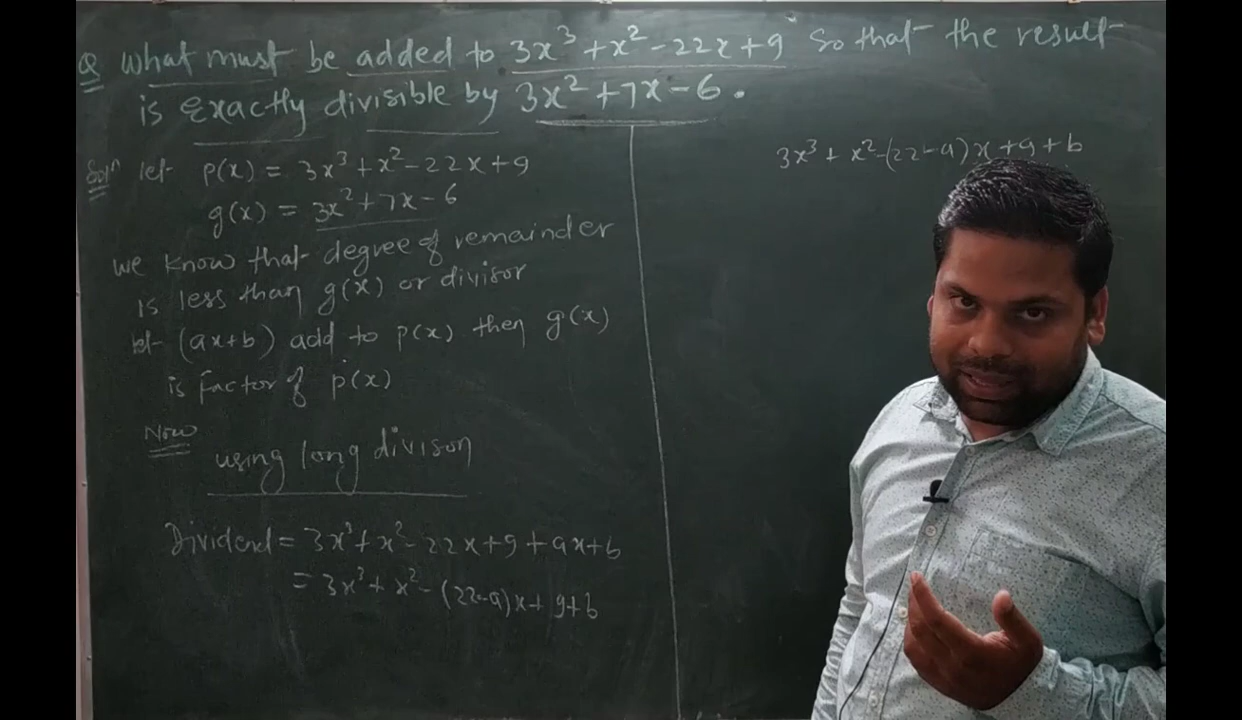 Q What must be added to 3x³ + x² - 22x + 9 so that the result
is exactly divisible by 3x² + 7x - 6.
Solⁿ let P(x) = 3x³ + x² - 22x + 9
g(x) = 3x² + 7x - 6
we know that degree of remainder
is less than g(x) or divisor
let (ax+b) add to p(x) then g(x)
is factor of p(x)
Now
using long divison
Dividend = 3x³ + x² - 22x + 9 + ax + b
= 3x³ + x² - (22-a)x + 9 + b
3x³ + x² - (22-a)x + 9 + b